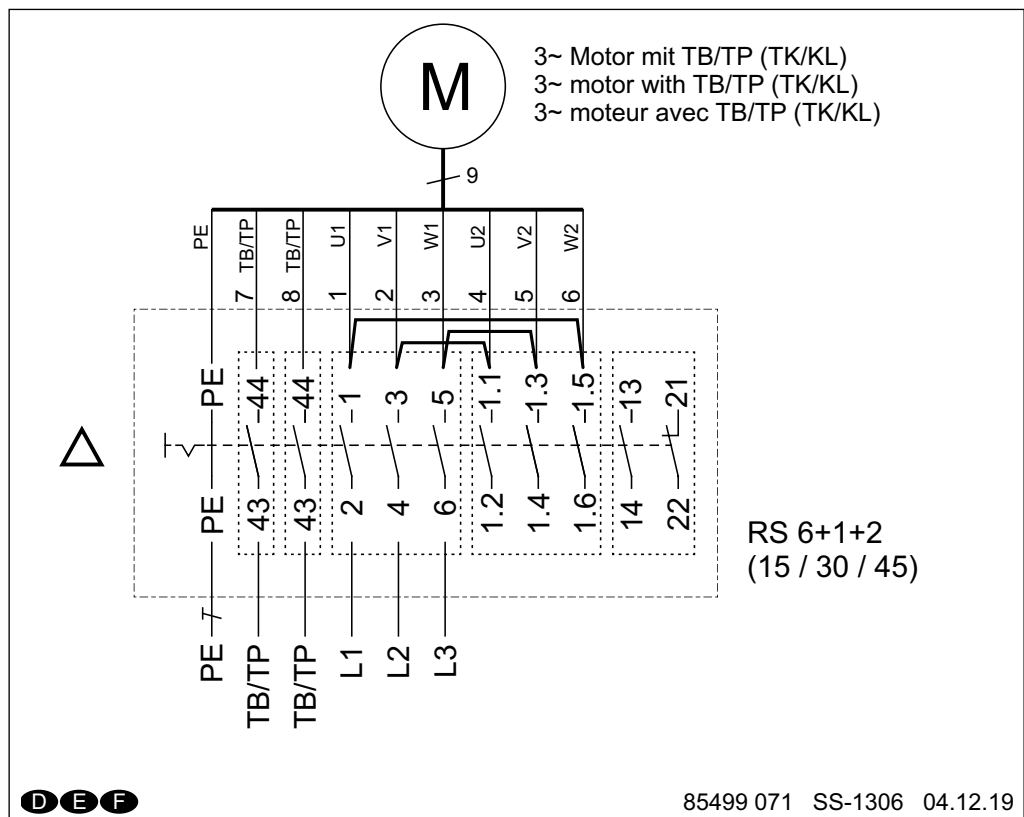 M
3~ Motor mit TB/TP (TK/KL)
3~ motor with TB/TP (TK/KL)
3~ moteur avec TB/TP (TK/KL)
9
PE TB/TP TB/TP U1 V1 W1 U2 V2 W2
7 8 1 2 3 4 5 6
PE 44 44 1 3 5 1.1 1.3 1.5 13 21
PE 43 43 2 4 6 1.2 1.4 1.6 14 22
RS 6+1+2
(15 / 30 / 45)
PE TB/TP TB/TP L1 L2 L3
D E F
85499 071 SS-1306 04.12.19